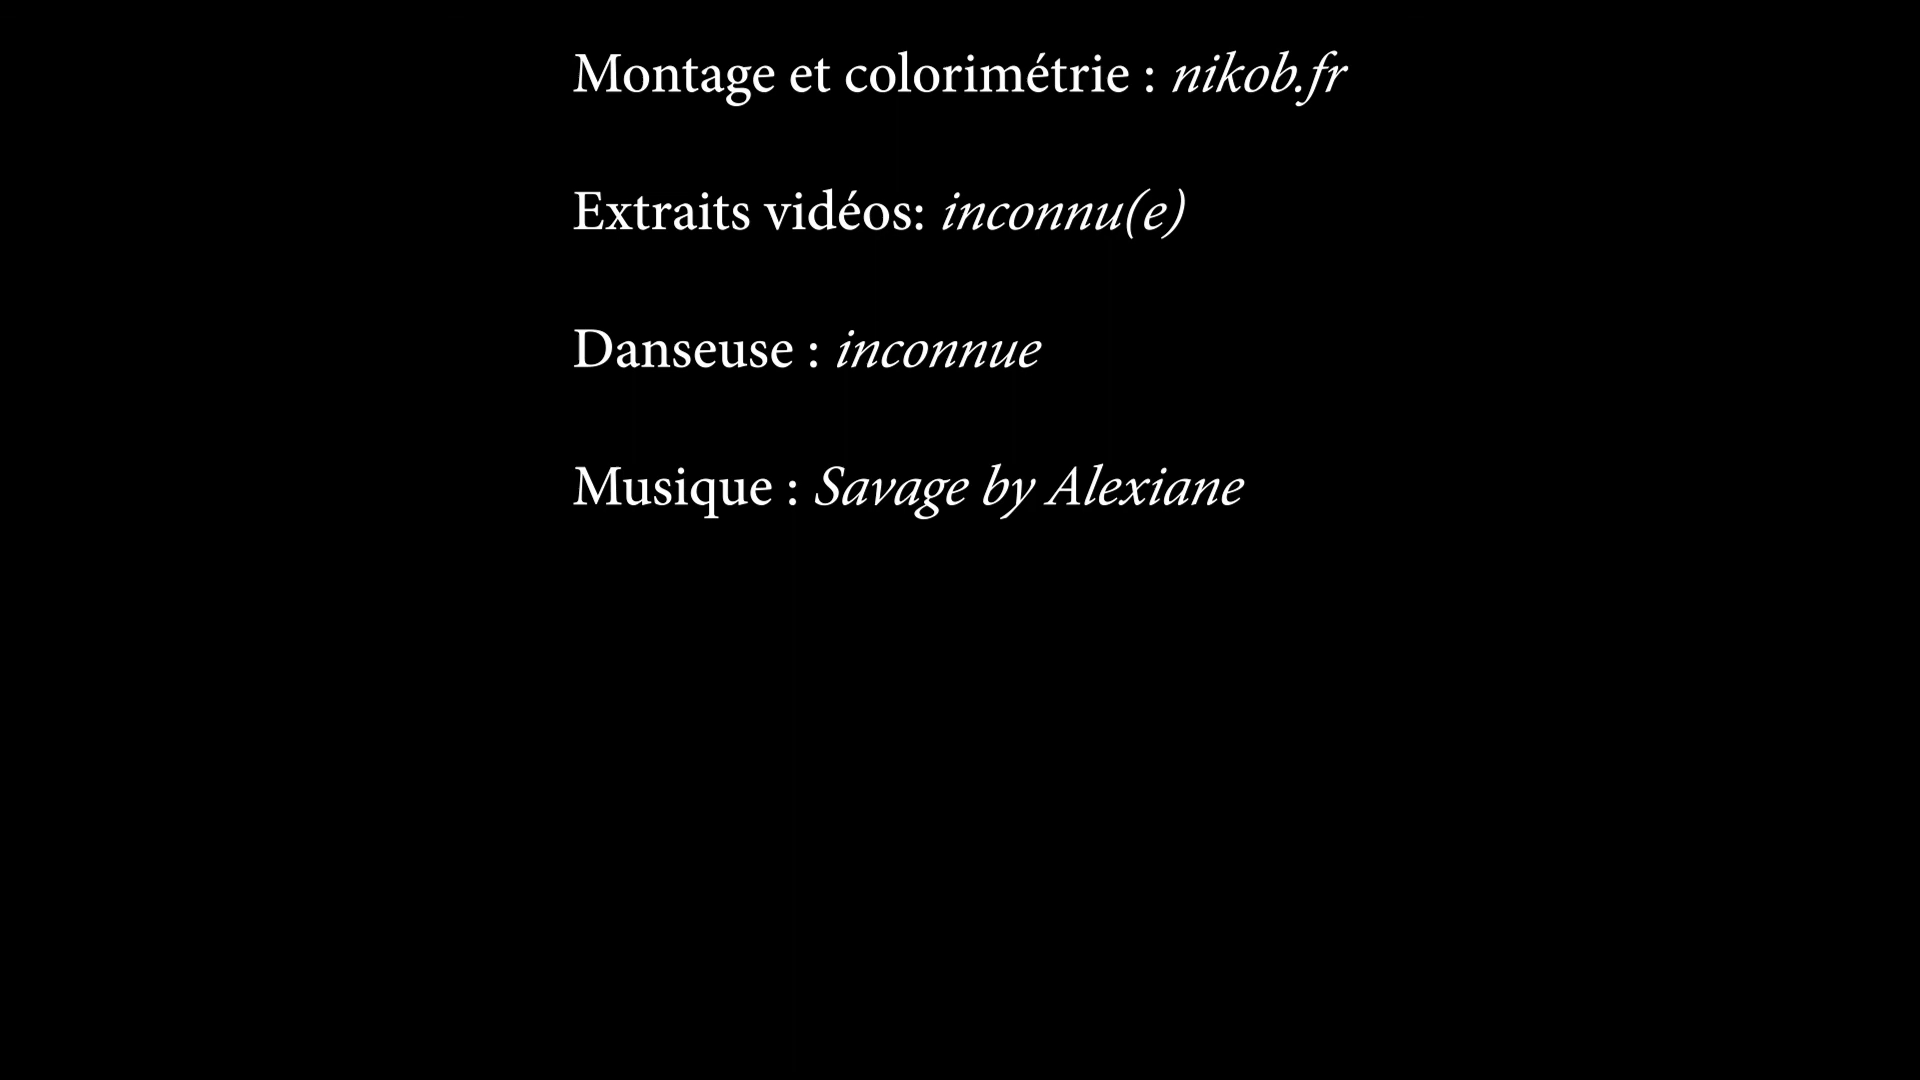 Montage et colorimétrie : nikob.fr
Extraits vidéos: inconnu(e)
Danseuse : inconnue
Musique : Savage by Alexiane